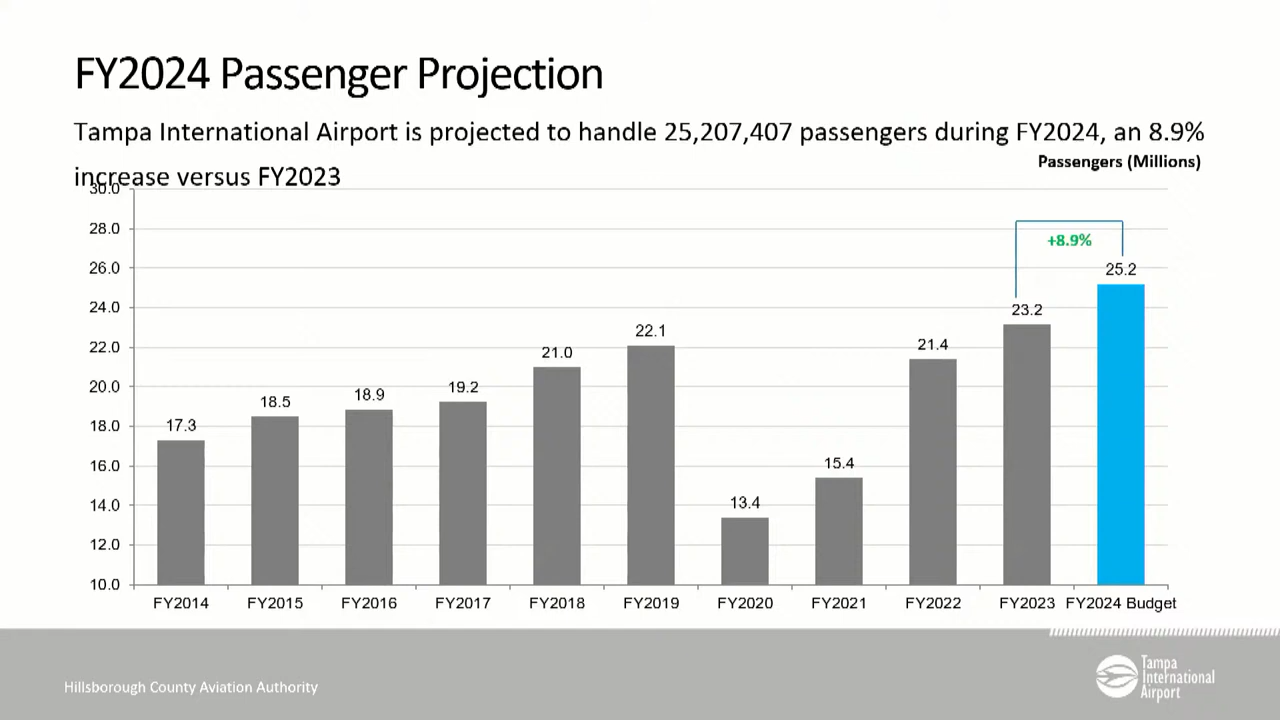 FY2024 Passenger Projection
Tampa International Airport is projected to handle 25,207,407 passengers during FY2024, an 8.9%
increase versus FY2023
Passengers (Millions)
30.0
28.0
26.0
24.0
22.0
20.0
18.0
16.0
14.0
12.0
10.0
+8.9%
17.3
18.5
18.9
19.2
21.0
22.1
13.4
15.4
21.4
23.2
25.2
FY2014 FY2015 FY2016 FY2017 FY2018 FY2019 FY2020 FY2021 FY2022 FY2023 FY2024 Budget
Hillsborough County Aviation Authority
Tampa
International
Airport